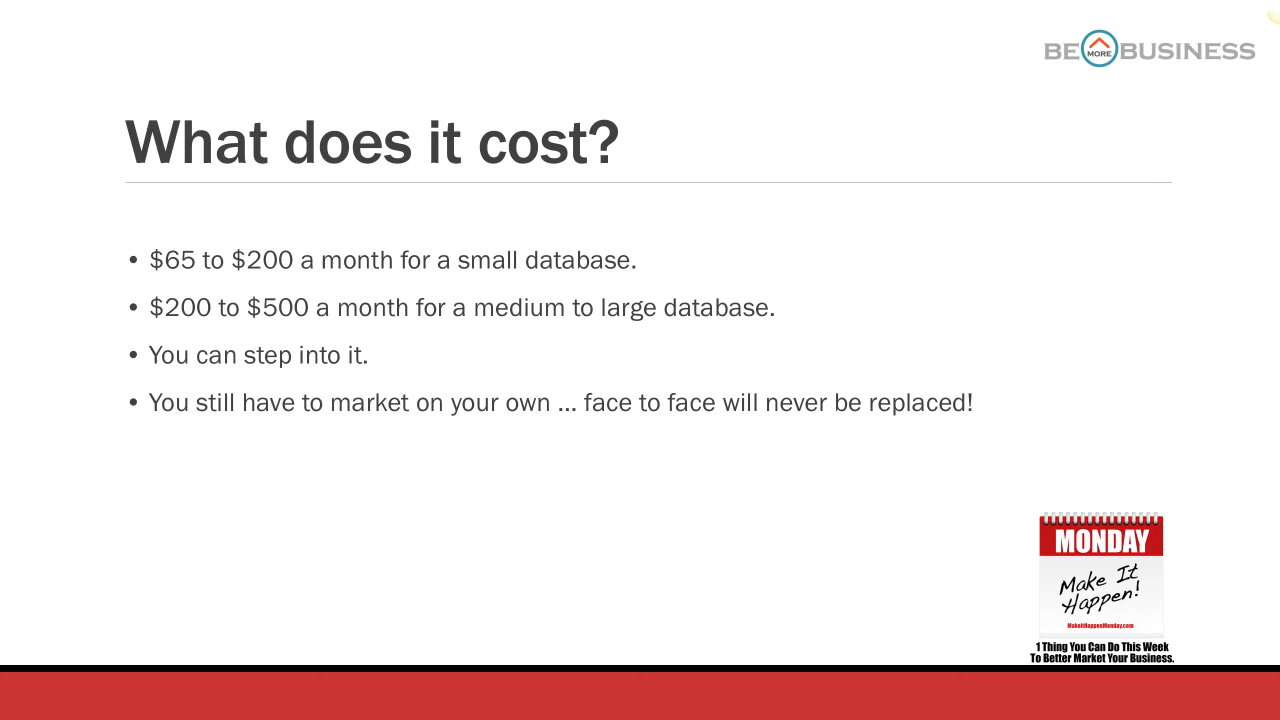 BE MORE BUSINESS
What does it cost?
• $65 to $200 a month for a small database.
• $200 to $500 a month for a medium to large database.
• You can step into it.
• You still have to market on your own ... face to face will never be replaced!
MONDAY
Make It
Happen!
MakeItHappenMonday.com
1 Thing You Can Do This Week
To Better Market Your Business.